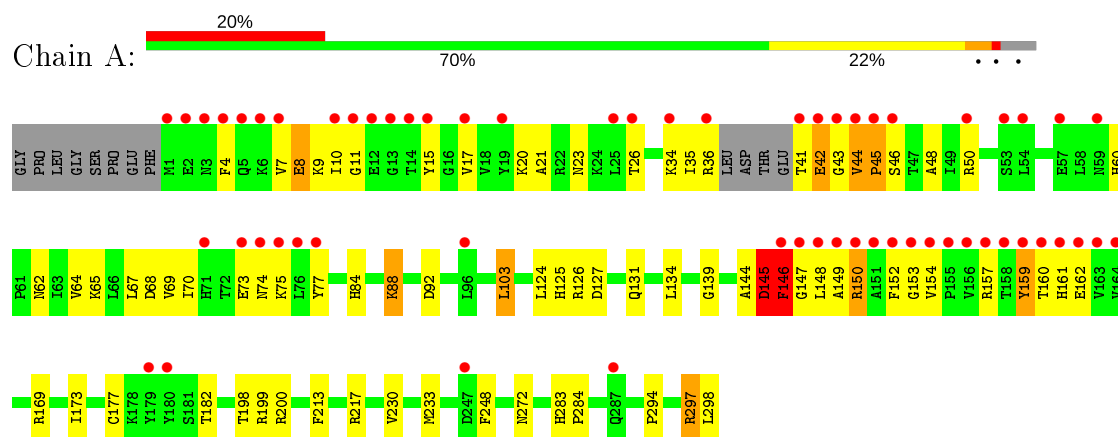 20%
Chain A:
70% 22% • • •
GLY PRO LEU GLY SER PRO GLU PHE M1 E2 N3 F4 Q5 K6 V7 E8 K9 I10 G11 E12 G13 T14 Y15 G16 V17 V18 Y19 K20 A21 R22 N23 K24 L25 T26 K34 I35 R36 LEU ASP THR GLU T41 E42 G43 V44 P45 S46 T47 A48 I49 R50 S53 L54 E57 L58 N59 H60
P61 N62 I63 V64 K65 L66 L67 D68 V69 I70 H71 T72 E73 N74 K75 L76 Y77 H84 K88 D92 L96 L103 L124 H125 R126 D127 Q131 L134 G139 A144 D145 F146 G147 L148 A149 R150 A151 F152 G153 V154 P155 V156 R157 T158 Y159 T160 H161 E162 V163 V164
R169 I173 C177 K178 Y179 Y180 S181 T182 T198 R199 R200 F213 R217 V230 M233 D247 F248 N272 H283 P284 Q287 P294 R297 L298